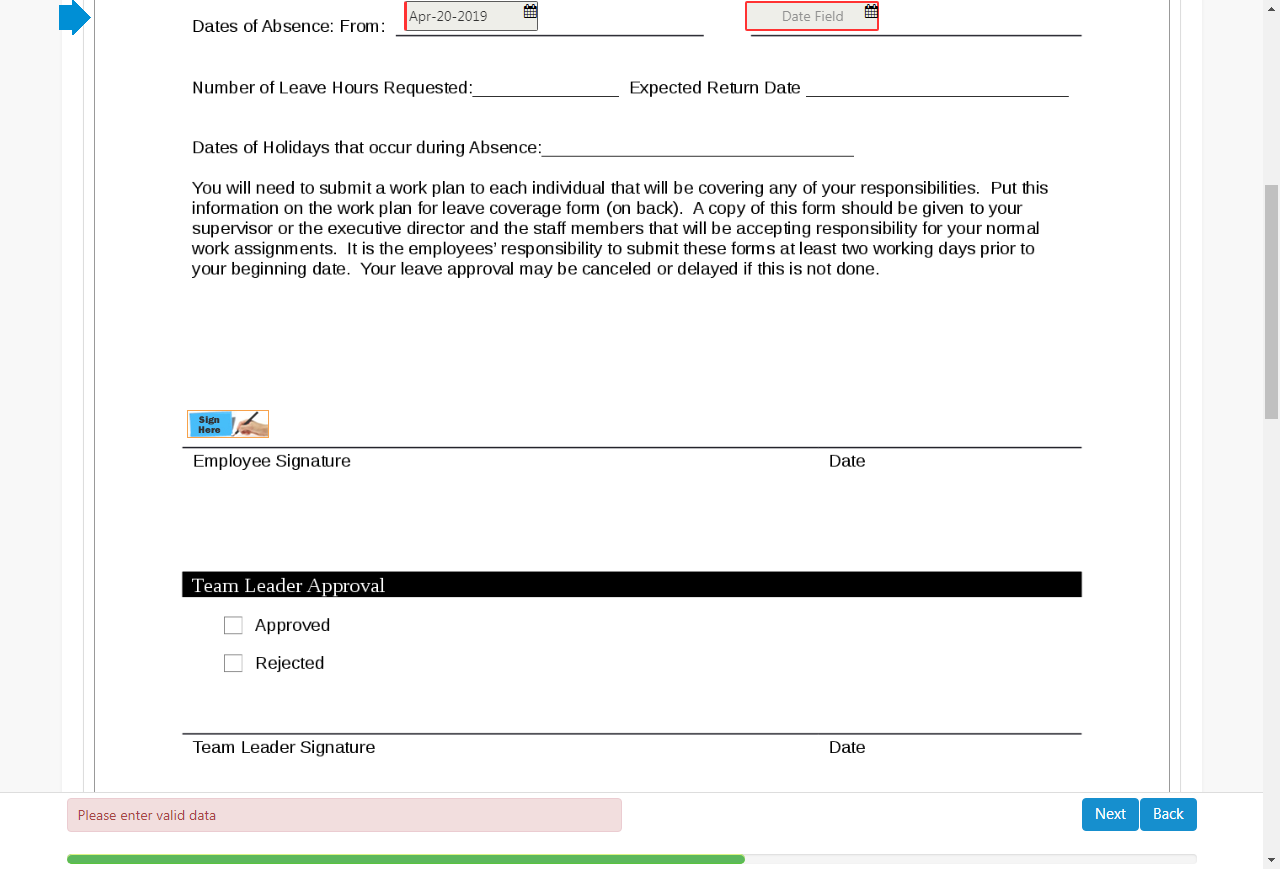 Dates of Absence: From: Apr-20-2019 Date Field
Number of Leave Hours Requested:________________ Expected Return Date ____________________________
Dates of Holidays that occur during Absence:__________________________________
You will need to submit a work plan to each individual that will be covering any of your responsibilities. Put this
information on the work plan for leave coverage form (on back). A copy of this form should be given to your
supervisor or the executive director and the staff members that will be accepting responsibility for your normal
work assignments. It is the employees’ responsibility to submit these forms at least two working days prior to
your beginning date. Your leave approval may be canceled or delayed if this is not done.
Sign
Here
Employee Signature Date
Team Leader Approval
Approved
Rejected
Team Leader Signature Date
Please enter valid data Next Back